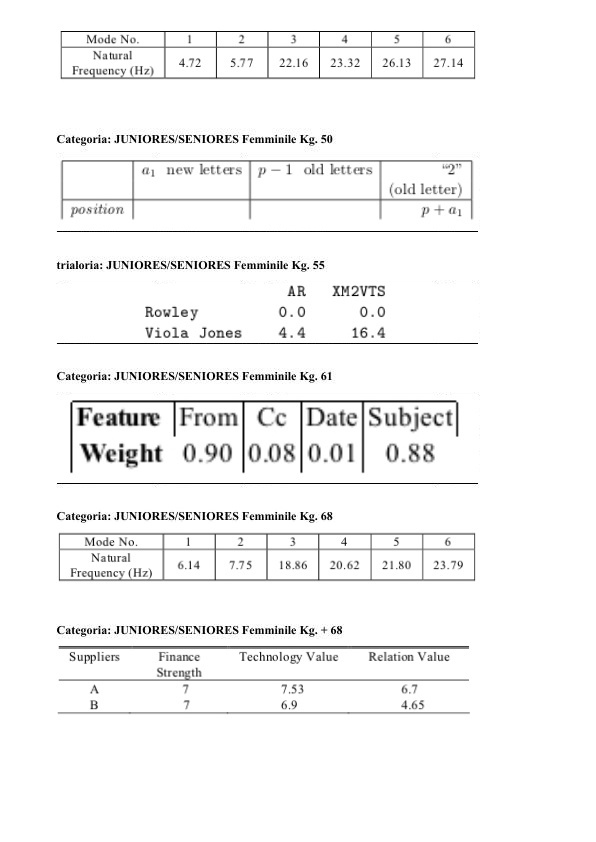 Mode No. 1 2 3 4 5 6
Natural
Frequency (Hz) 4.72 5.77 22.16 23.32 26.13 27.14
Categoria: JUNIORES/SENIORES Femminile Kg. 50
a₁ new letters p − 1 old letters “2”
(old letter)
position p + a₁
trialoria: JUNIORES/SENIORES Femminile Kg. 55
AR XM2VTS
Rowley 0.0 0.0
Viola Jones 4.4 16.4
Categoria: JUNIORES/SENIORES Femminile Kg. 61
Feature From Cc Date Subject
Weight 0.90 0.08 0.01 0.88
Categoria: JUNIORES/SENIORES Femminile Kg. 68
Mode No. 1 2 3 4 5 6
Natural
Frequency (Hz) 6.14 7.75 18.86 20.62 21.80 23.79
Categoria: JUNIORES/SENIORES Femminile Kg. + 68
Suppliers Finance Technology Value Relation Value
Strength
A 7 7.53 6.7
B 7 6.9 4.65